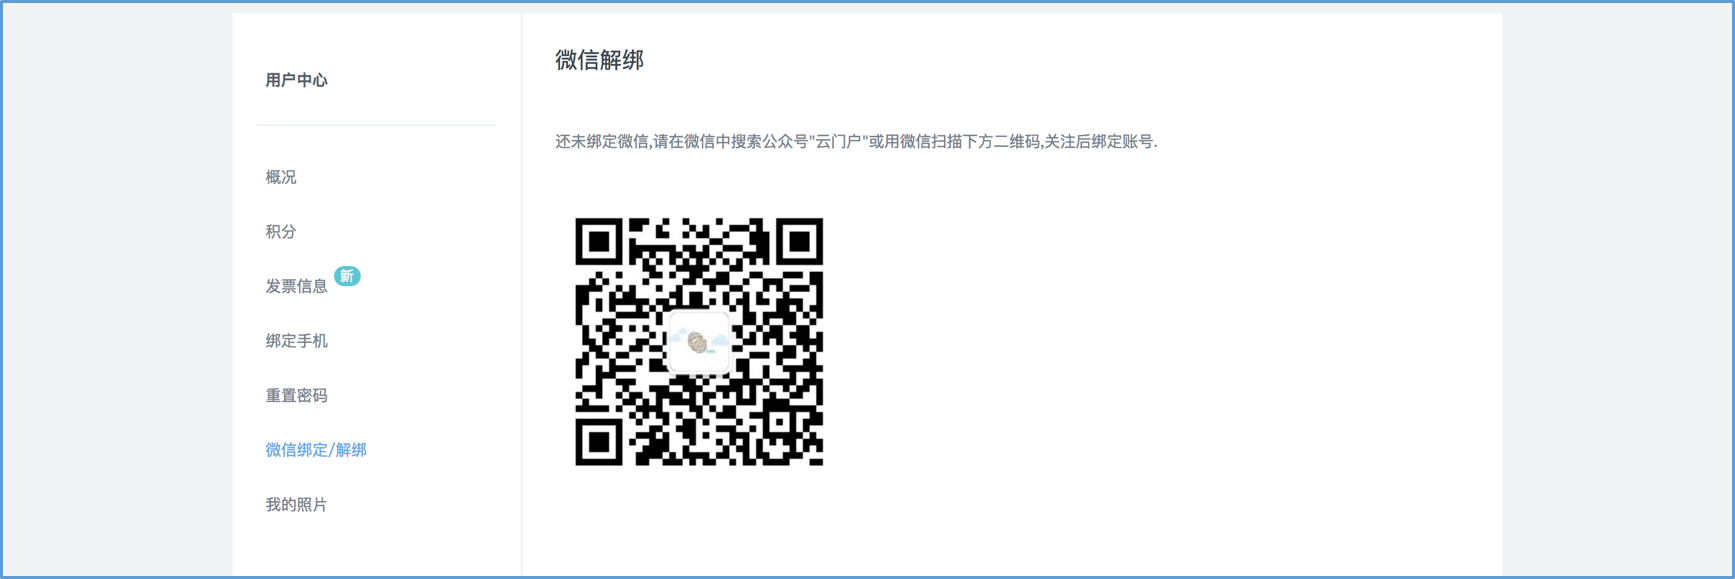 用户中心
概况
积分
发票信息 新
绑定手机
重置密码
微信绑定/解绑
我的照片
微信解绑
还未绑定微信,请在微信中搜索公众号"云门户"或用微信扫描下方二维码,关注后绑定账号.